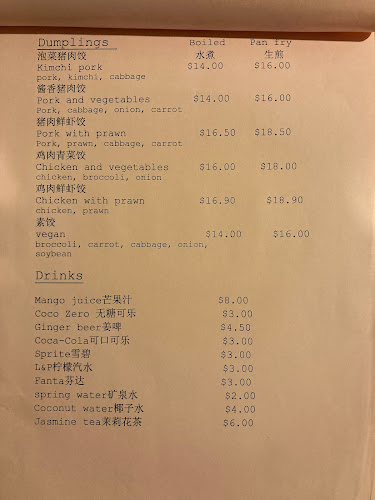 Dumplings Boiled Pan fry
泡菜猪肉饺 水煮 生煎
Kimchi pork $14.00 $16.00
pork, kimchi, cabbage
酱香猪肉饺
Pork and vegetables $14.00 $16.00
Pork, cabbage, onion, carrot
猪肉鲜虾饺
Pork with prawn $16.50 $18.50
Pork, prawn, cabbage, carrot
鸡肉青菜饺
Chicken and vegetables $16.00 $18.00
chicken, broccoli, onion
鸡肉鲜虾饺
Chicken with prawn $16.90 $18.90
chicken, prawn
素饺
vegan $14.00 $16.00
broccoli, carrot, cabbage, onion,
soybean
Drinks
Mango juice芒果汁 $8.00
Coco Zero 无糖可乐 $3.00
Ginger beer姜啤 $4.50
Coca-Cola可口可乐 $3.00
Sprite雪碧 $3.00
L&P柠檬汽水 $3.00
Fanta芬达 $3.00
spring water矿泉水 $2.00
Coconut water椰子水 $4.00
Jasmine tea茉莉花茶 $6.00